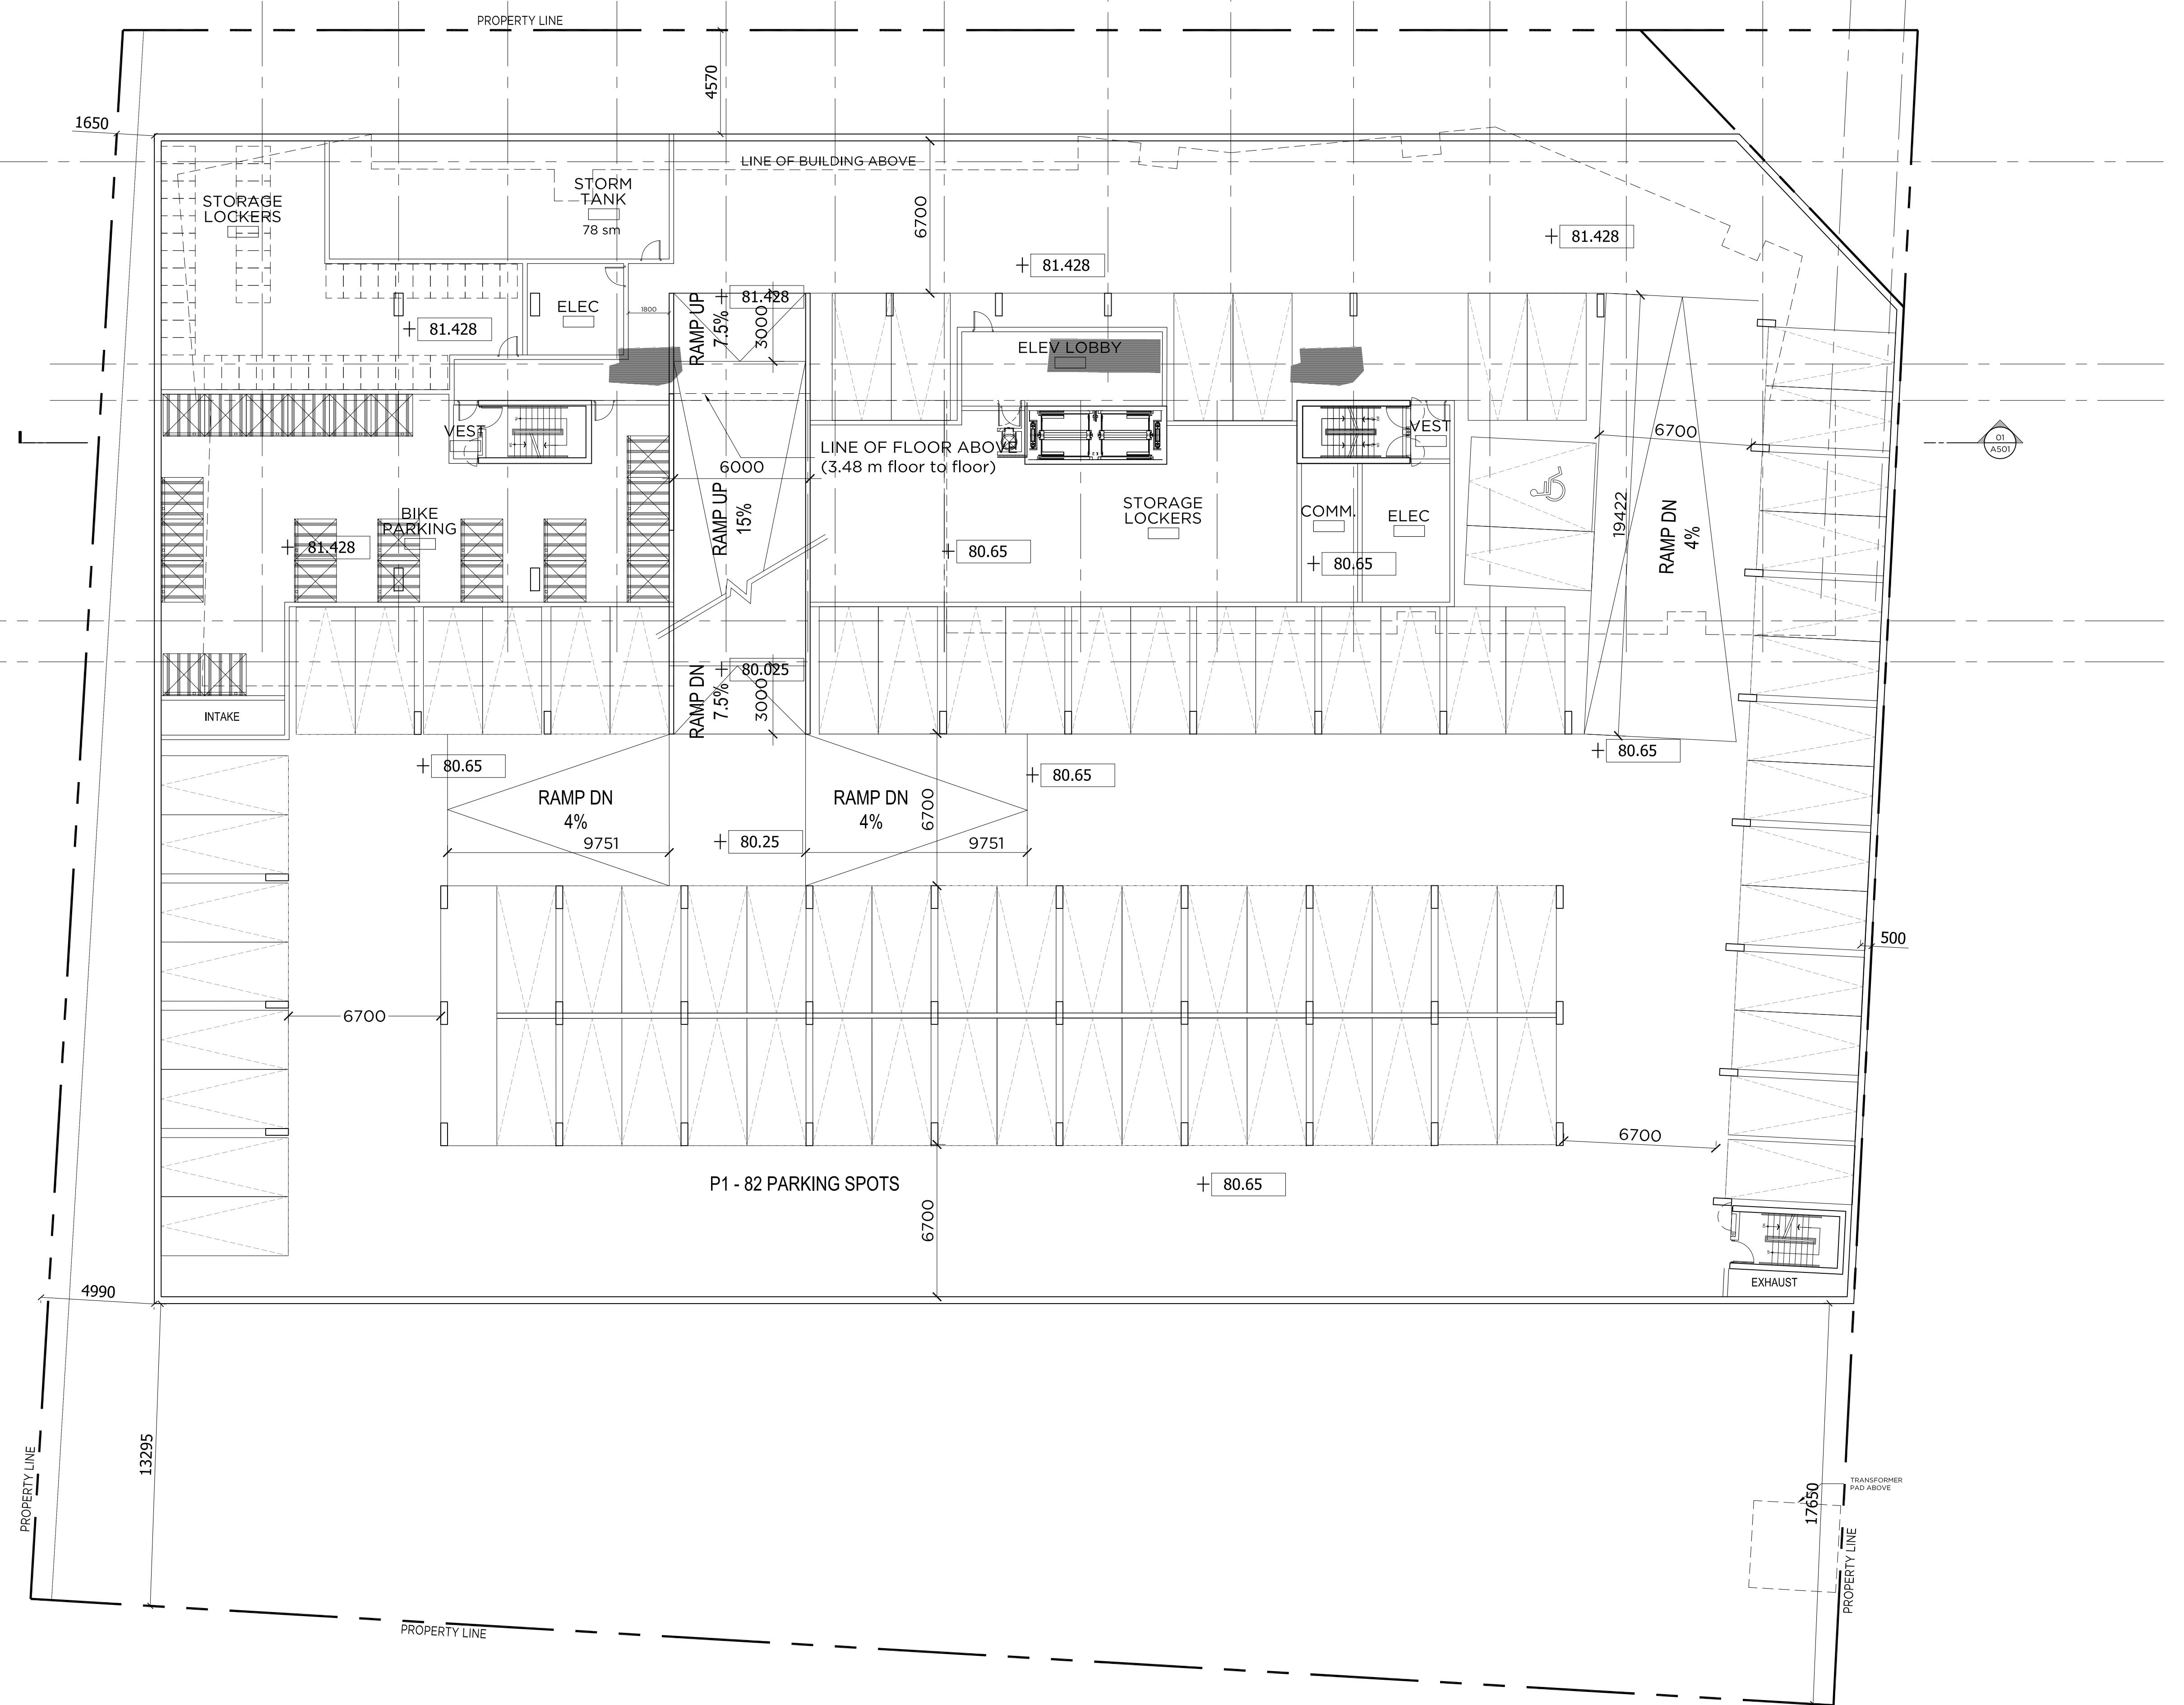 PROPERTY LINE
4570
1650
LINE OF BUILDING ABOVE
STORM
TANK
78 sm
STORAGE
LOCKERS
6700
81.428
81.428
81.428
81.428
ELEC
1800
RAMP UP
7.5%
3000
ELEV LOBBY
VEST
VEST
6700
01
A501
LINE OF FLOOR ABOVE
(3.48 m floor to floor)
6000
RAMP UP
15%
STORAGE
LOCKERS
COMM.
ELEC
19422
RAMP DN
4%
BIKE
PARKING
81.428
80.65
80.65
80.025
RAMP DN
7.5%
3000
INTAKE
80.65
80.65
80.65
RAMP DN
4%
9751
RAMP DN
4%
9751
6700
80.25
500
6700
6700
P1 - 82 PARKING SPOTS
80.65
6700
EXHAUST
4990
13295
17650
TRANSFORMER
PAD ABOVE
PROPERTY LINE
PROPERTY LINE
PROPERTY LINE